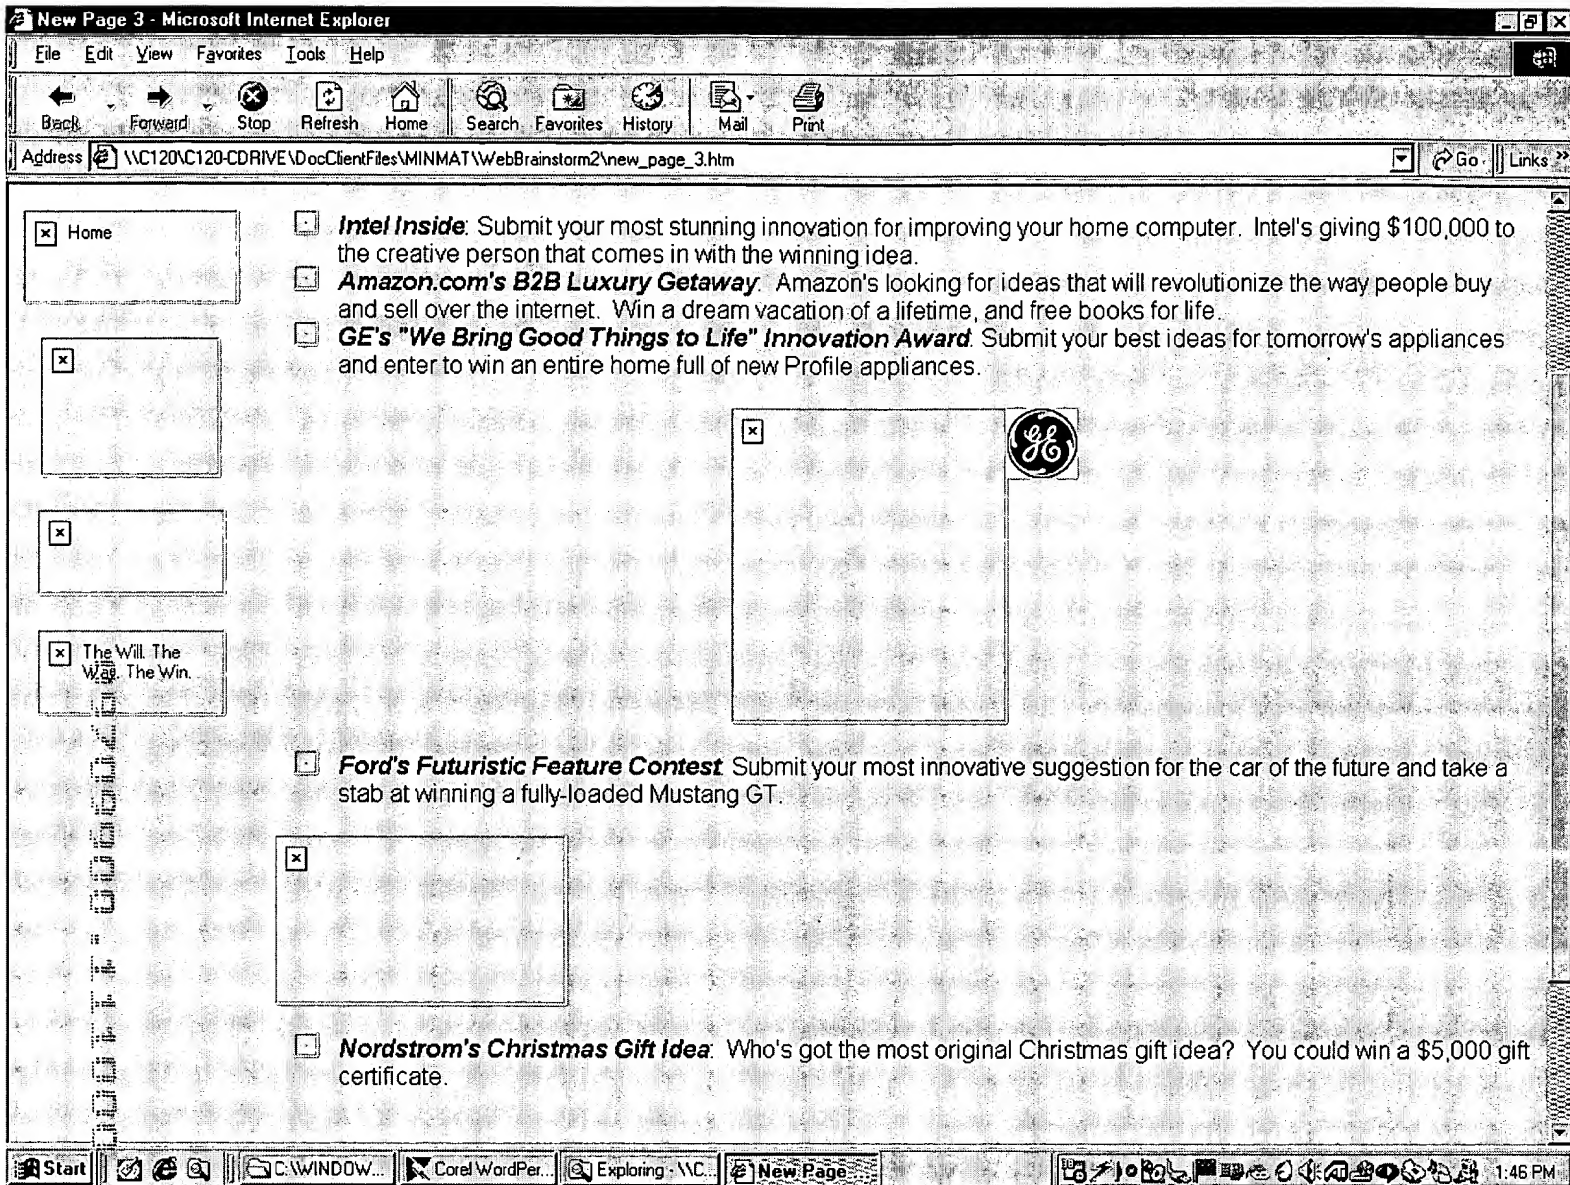 New Page 3 - Microsoft Internet Explorer
File Edit View Favorites Tools Help
Back Forward Stop Refresh Home Search Favorites History Mail Print
Address \\C120\C120-CDRIVE\DocClientFiles\MINMAT\WebBrainstorm2\new_page_3.htm Go Links »
Home
Intel Inside: Submit your most stunning innovation for improving your home computer. Intel's giving $100,000 to
the creative person that comes in with the winning idea.
Amazon.com's B2B Luxury Getaway: Amazon's looking for ideas that will revolutionize the way people buy
and sell over the internet. Win a dream vacation of a lifetime, and free books for life.
GE's "We Bring Good Things to Life" Innovation Award: Submit your best ideas for tomorrow's appliances
and enter to win an entire home full of new Profile appliances.
GE
The Will. The
Way. The Win.
Ford's Futuristic Feature Contest: Submit your most innovative suggestion for the car of the future and take a
stab at winning a fully-loaded Mustang GT.
Nordstrom's Christmas Gift Idea: Who's got the most original Christmas gift idea? You could win a $5,000 gift
certificate.
Start C:\WINDOW... Corel WordPer... Exploring - \\C... New Page 1:46 PM